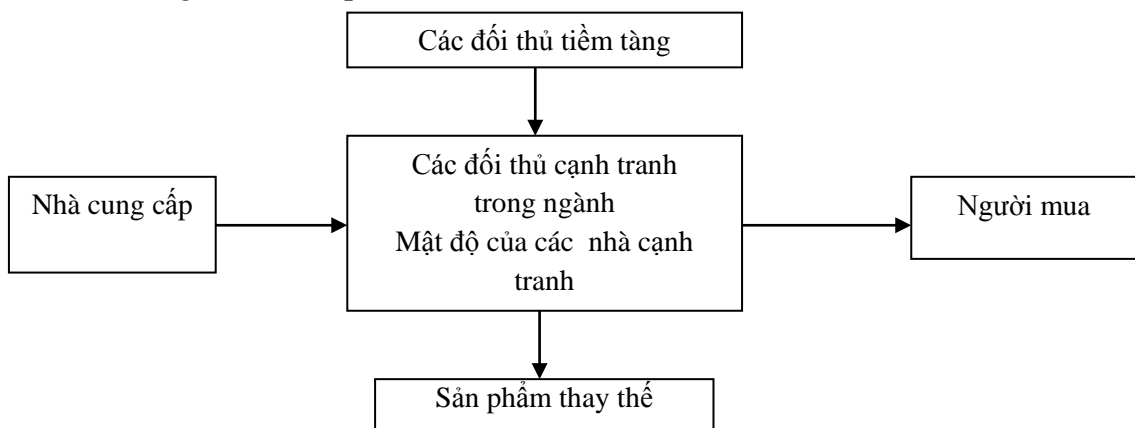 Các đối thủ tiềm tàng
Các đối thủ cạnh tranh
trong ngành
Mật độ của các nhà cạnh
tranh
Nhà cung cấp
Người mua
Sản phẩm thay thế